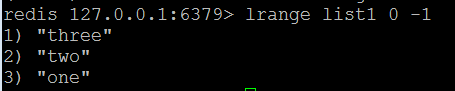 redis 127.0.0.1:6379> lrange list1 0 -1
1) "three"
2) "two"
3) "one"